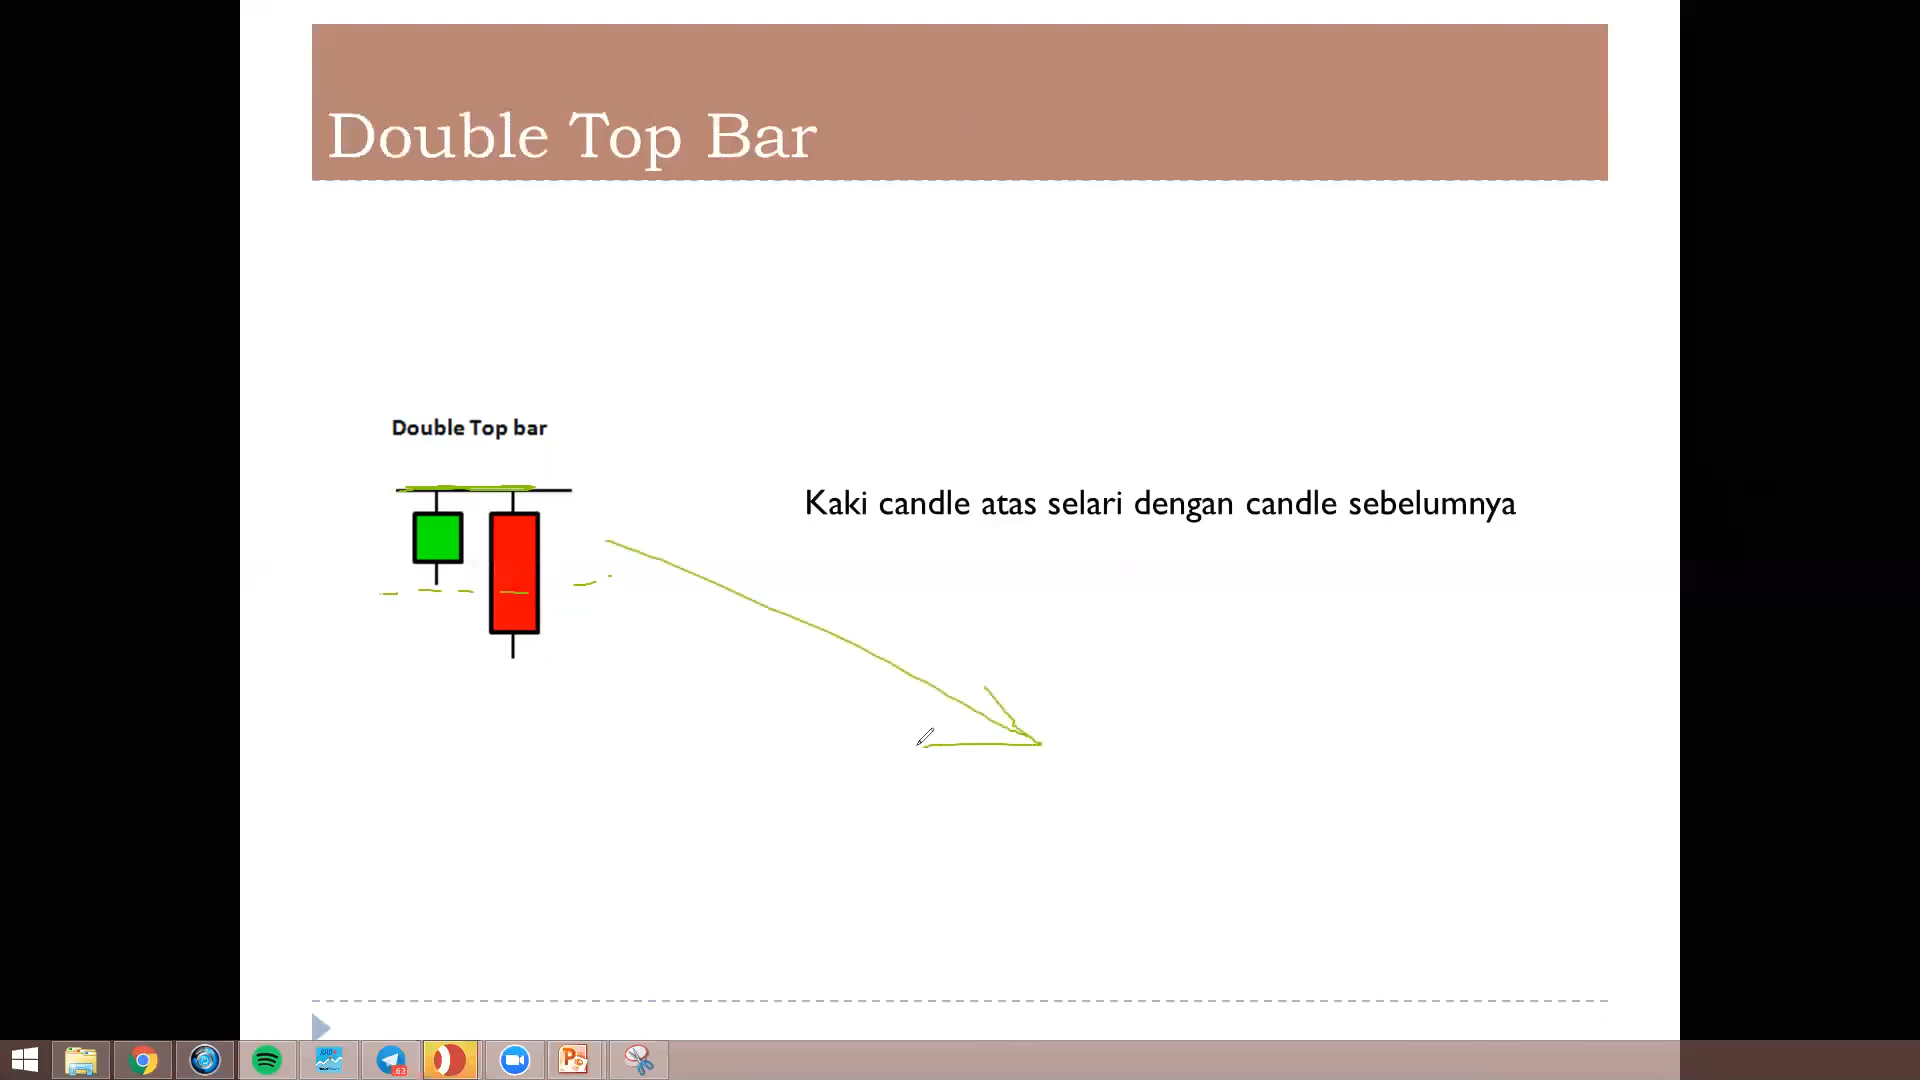 Double Top Bar
Double Top bar
Kaki candle atas selari dengan candle sebelumnya